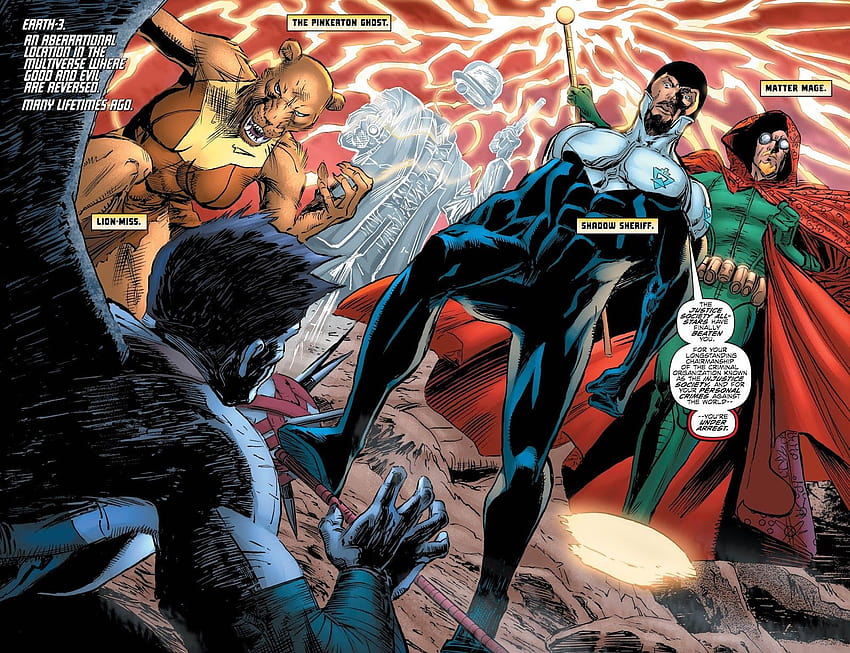 EARTH-3.
AN ABERRATIONAL
LOCATION IN THE
MULTIVERSE WHERE
GOOD AND EVIL
ARE REVERSED.
MANY LIFETIMES AGO.
THE PINKERTON GHOST.
MATTER MAGE.
LION-MISS.
SHADOW SHERIFF.
THE
JUSTICE
SOCIETY ALL-
STARS HAVE
FINALLY
BEATEN
YOU.
FOR YOUR
LONGSTANDING
CHAIRMANSHIP
OF THE CRIMINAL
ORGANIZATION KNOWN
AS THE INJUSTICE
SOCIETY, AND FOR
YOUR PERSONAL
CRIMES AGAINST
THE WORLD--
--YOU'RE
UNDER
ARREST.